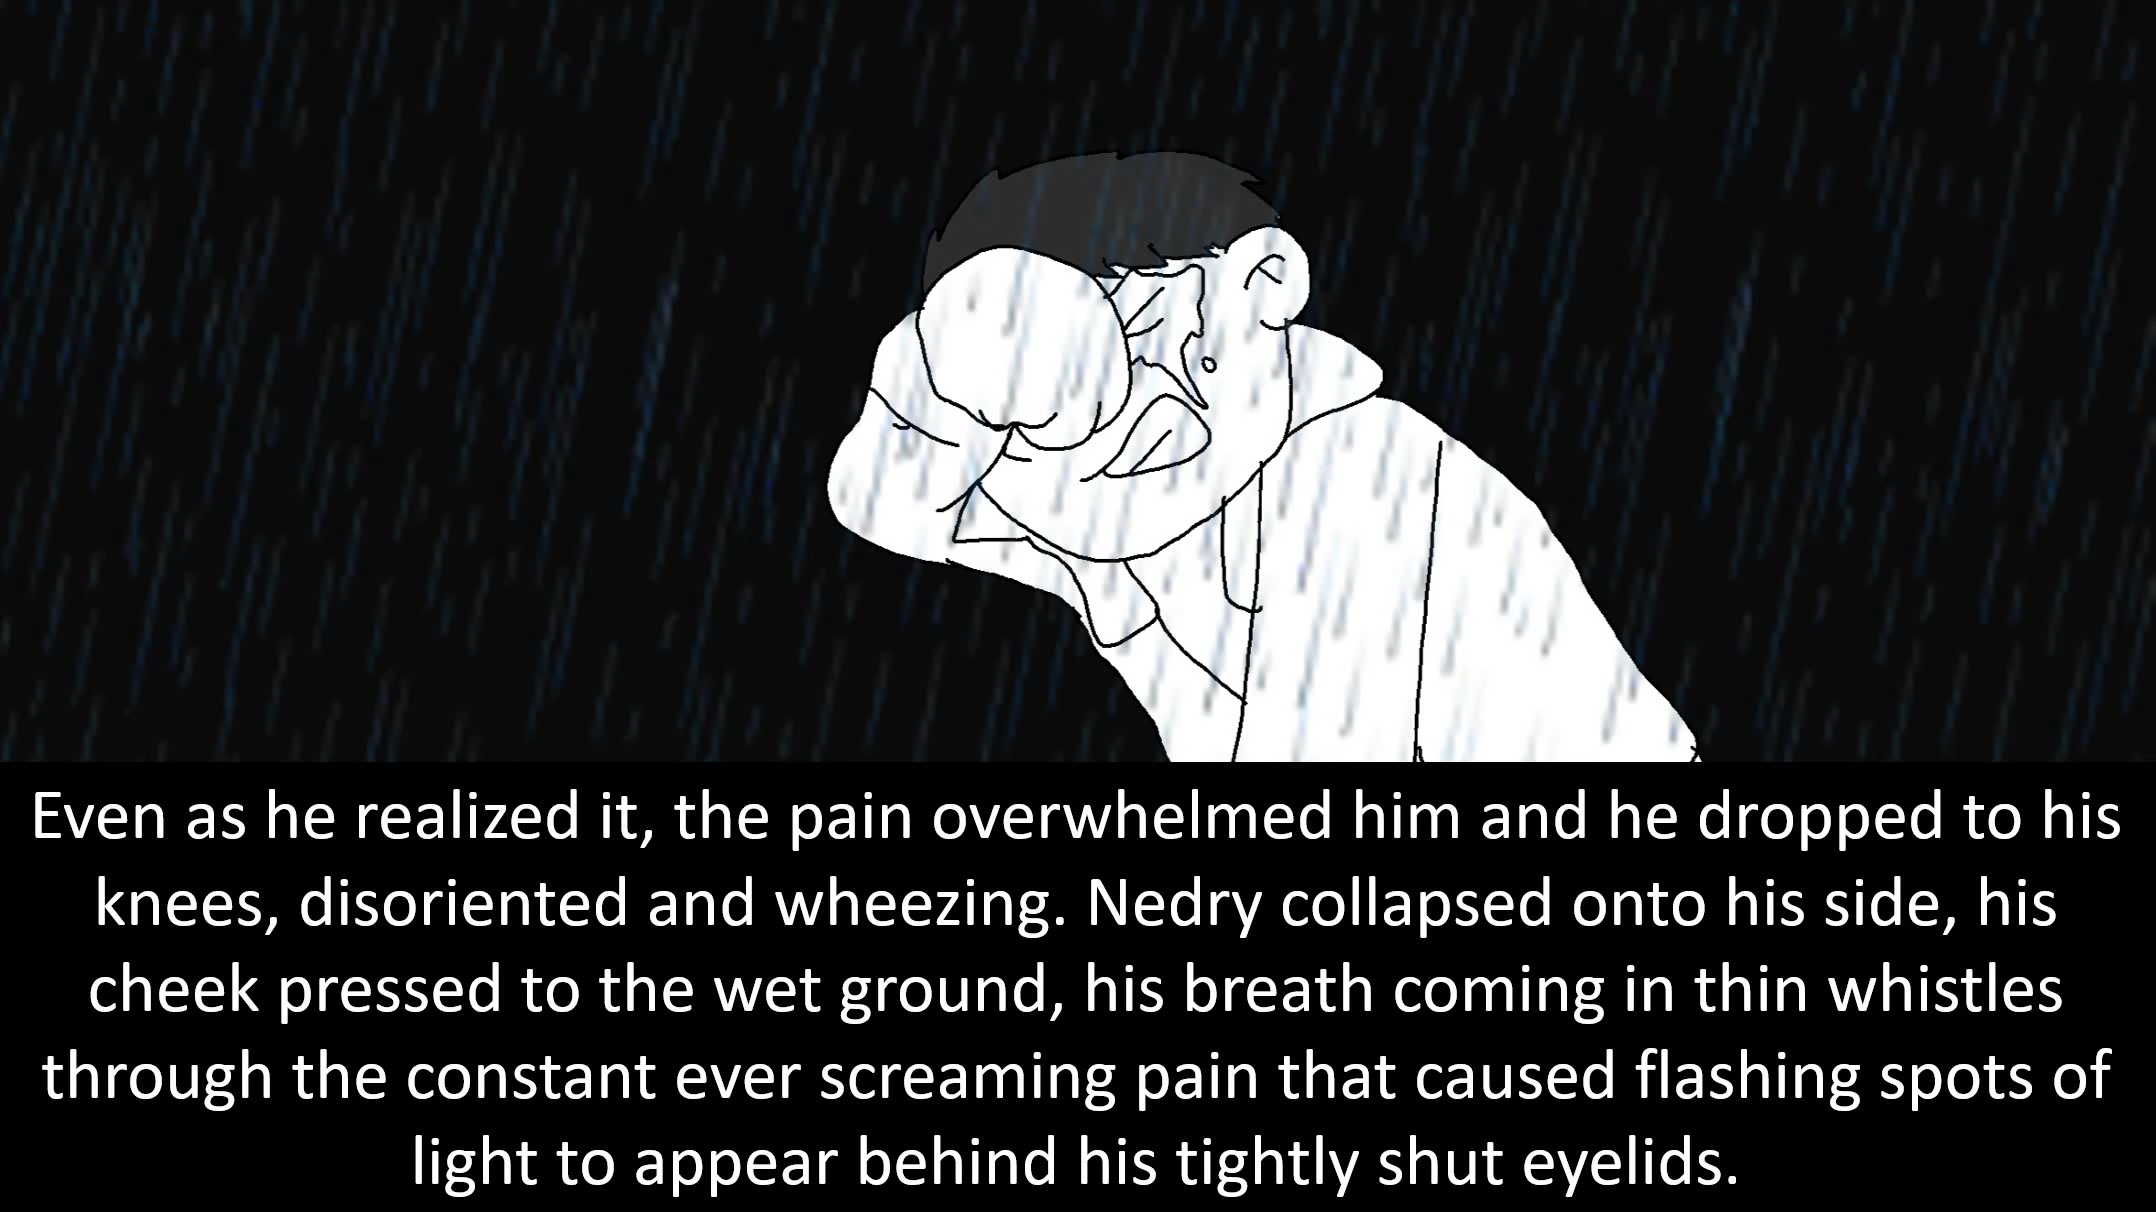 Even as he realized it, the pain overwhelmed him and he dropped to his
knees, disoriented and wheezing. Nedry collapsed onto his side, his
cheek pressed to the wet ground, his breath coming in thin whistles
through the constant ever screaming pain that caused flashing spots of
light to appear behind his tightly shut eyelids.